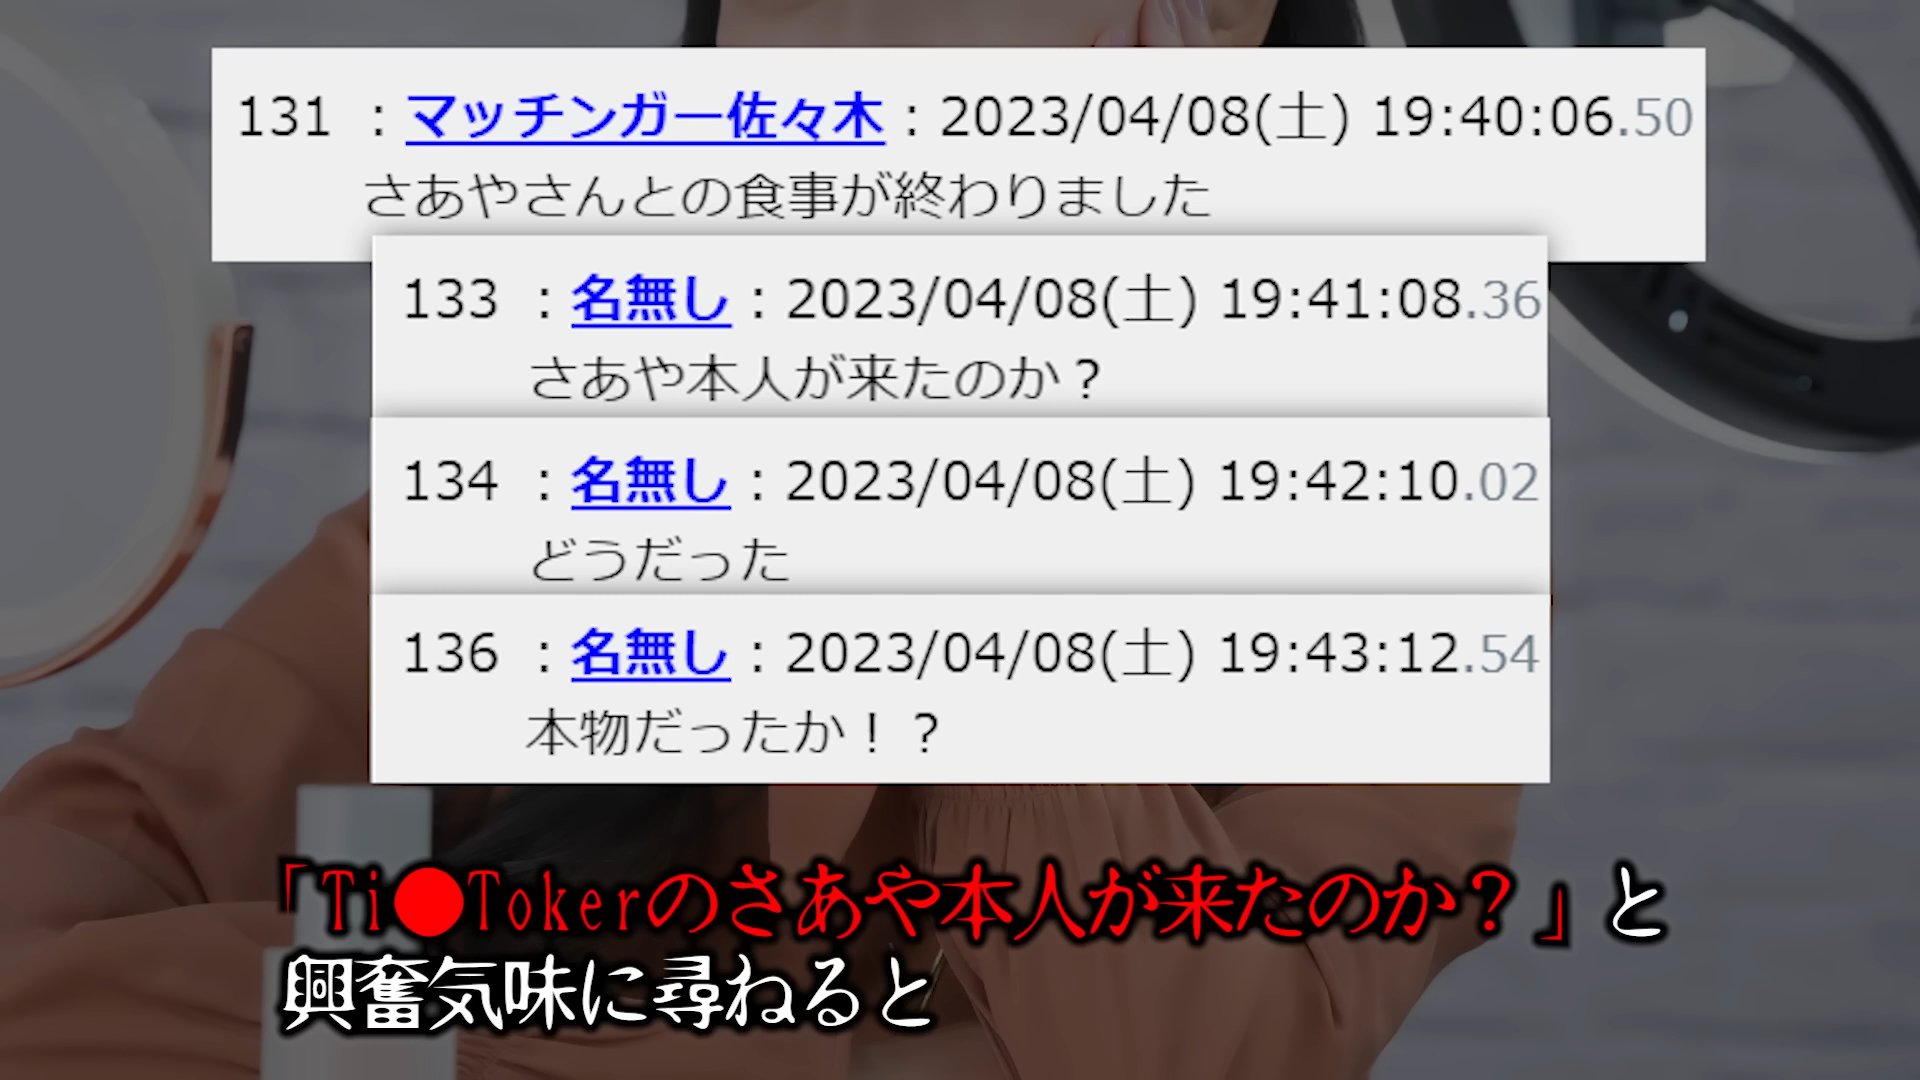 131 ：マッチンガー佐々木：2023/04/08(土) 19:40:06.50
さあやさんとの食事が終わりました
133 ：名無し：2023/04/08(土) 19:41:08.36
さあや本人が来たのか？
134 ：名無し：2023/04/08(土) 19:42:10.02
どうだった
136 ：名無し：2023/04/08(土) 19:43:12.54
本物だったか！？
「Ti●Tokerのさあや本人が来たのか？」と
興奮気味に尋ねると